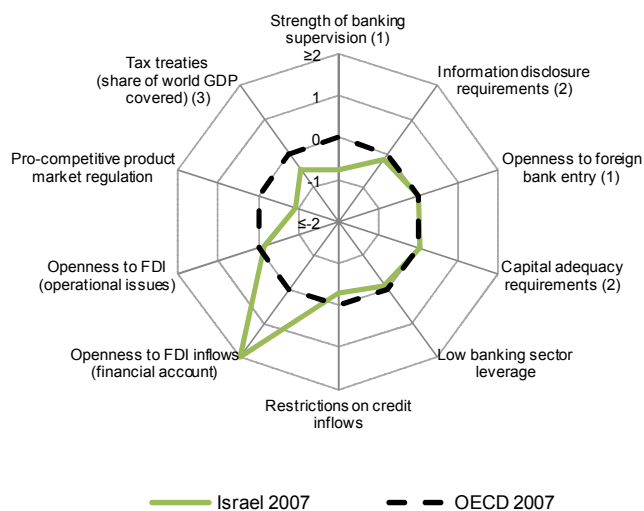 Strength of banking
supervision (1)
≥2
1
0
-1
≤-2
Tax treaties
(share of world GDP
covered) (3)
Information disclosure
requirements (2)
Pro-competitive product
market regulation
Openness to foreign
bank entry (1)
Openness to FDI
(operational issues)
Capital adequacy
requirements (2)
Openness to FDI inflows
(financial account)
Low banking sector
leverage
Restrictions on credit
inflows
Israel 2007
OECD 2007